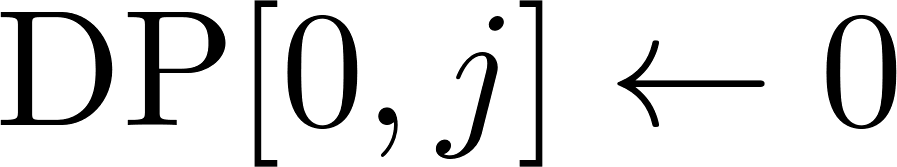 DP[0, j] ← 0